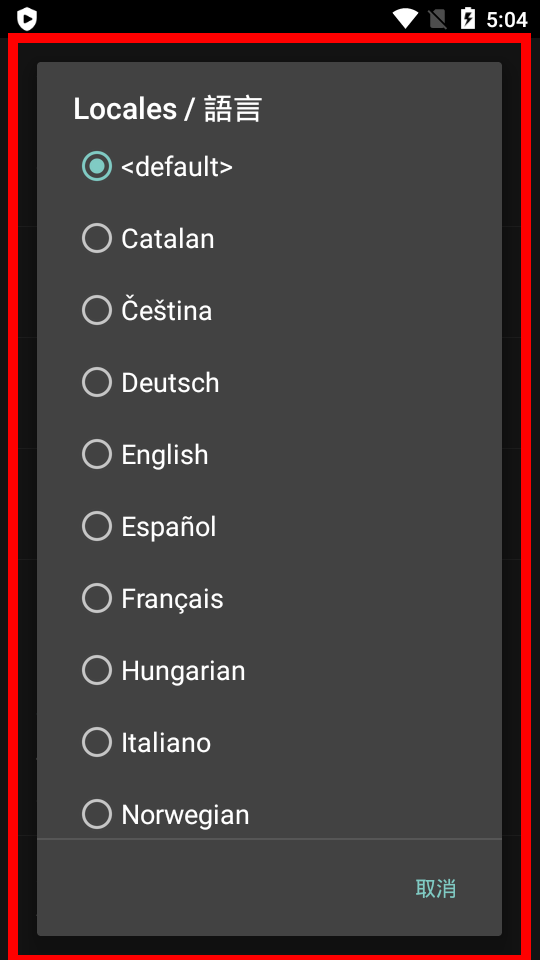 5:04
Locales / 語言
<default>
Catalan
Čeština
Deutsch
English
Español
Français
Hungarian
Italiano
Norwegian
取消